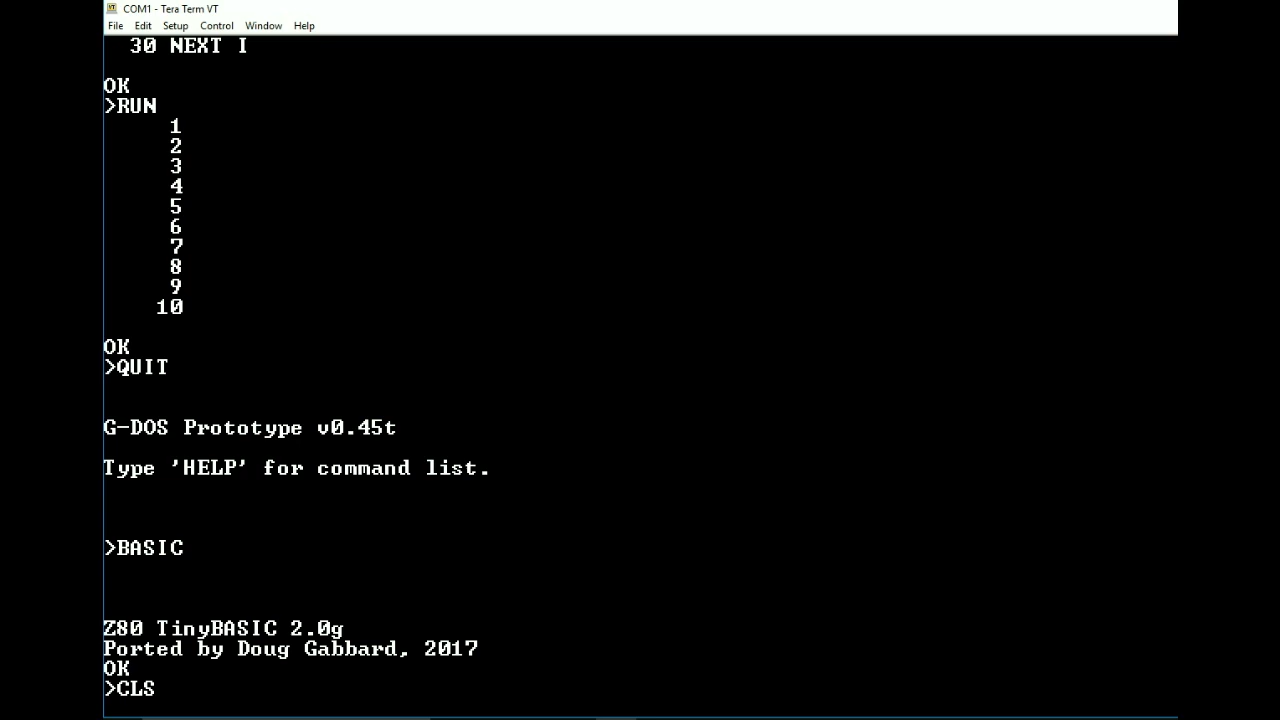 COM1 - Tera Term VT
File Edit Setup Control Window Help
30 NEXT I
OK
>RUN
1
2
3
4
5
6
7
8
9
10
OK
>QUIT
G-DOS Prototype v0.45t
Type 'HELP' for command list.
>BASIC
Z80 TinyBASIC 2.0g
Ported by Doug Gabbard, 2017
OK
>CLS